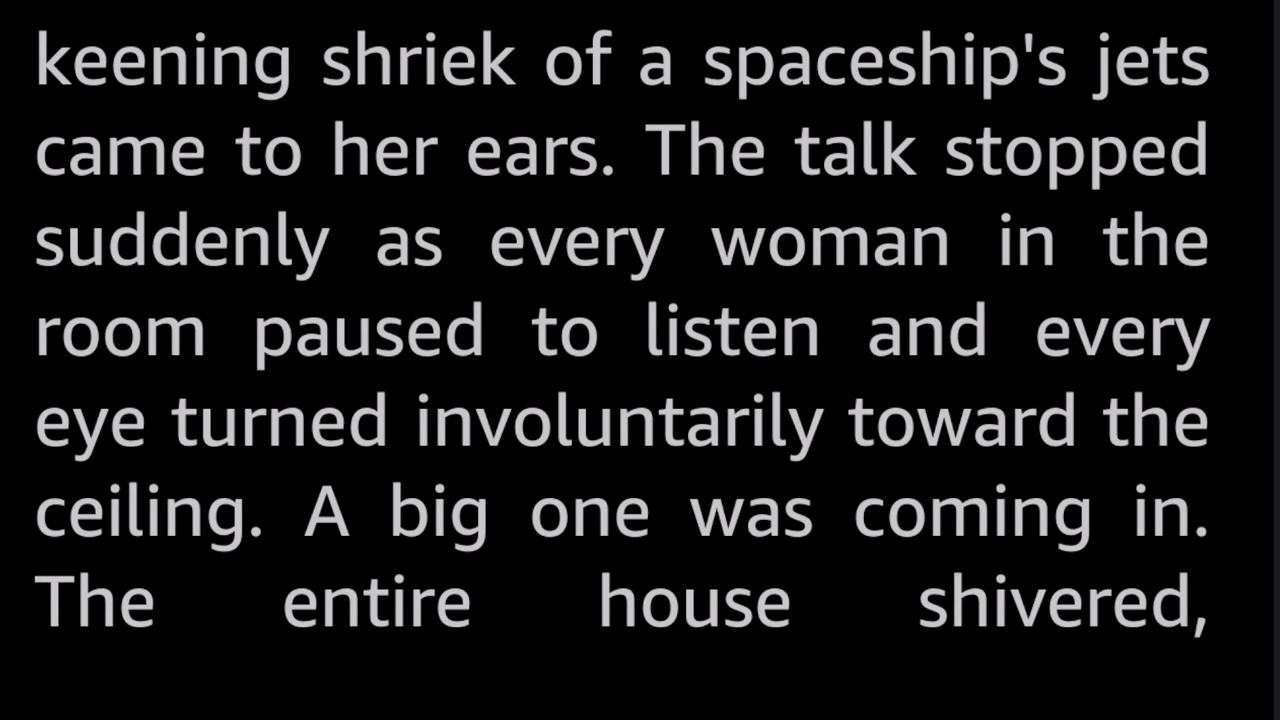 keening shriek of a spaceship's jets
came to her ears. The talk stopped
suddenly as every woman in the
room paused to listen and every
eye turned involuntarily toward the
ceiling. A big one was coming in.
The entire house shivered,